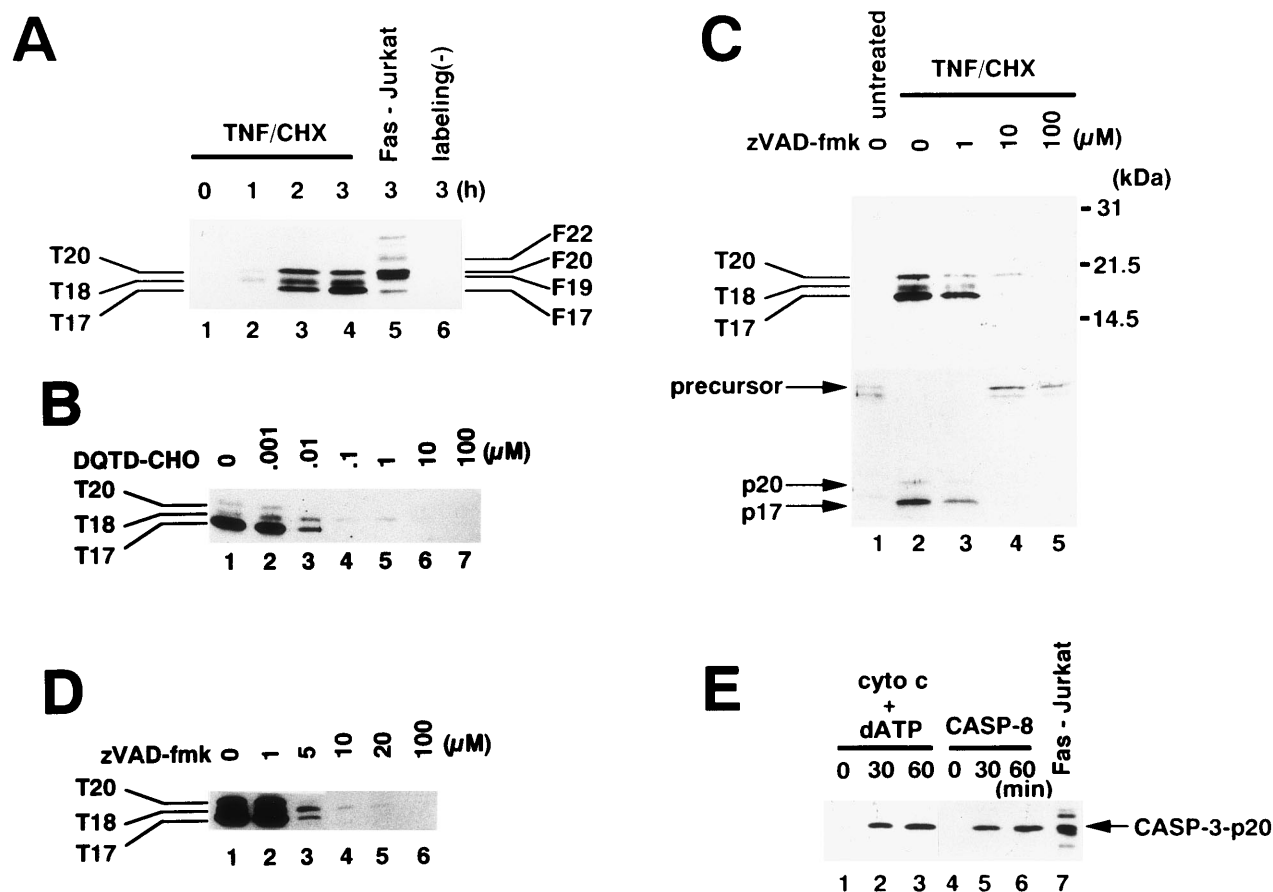 A
TNF/CHX
Fas - Jurkat
labeling(-)
0 1 2 3 3 3 (h)
T20
T18
T17
F22
F20
F19
F17
1 2 3 4 5 6
B
DQTD-CHO 0 .001 .01 .1 1 10 100 (µM)
T20
T18
T17
1 2 3 4 5 6 7
C
untreated
TNF/CHX
zVAD-fmk 0 0 1 10 100 (µM)
(kDa)
31
21.5
14.5
T20
T18
T17
precursor
p20
p17
1 2 3 4 5
D
zVAD-fmk 0 1 5 10 20 100 (µM)
T20
T18
T17
1 2 3 4 5 6
E
cyto c
+
dATP
CASP-8
Fas - Jurkat
0 30 60 0 30 60
(min)
CASP-3-p20
1 2 3 4 5 6 7